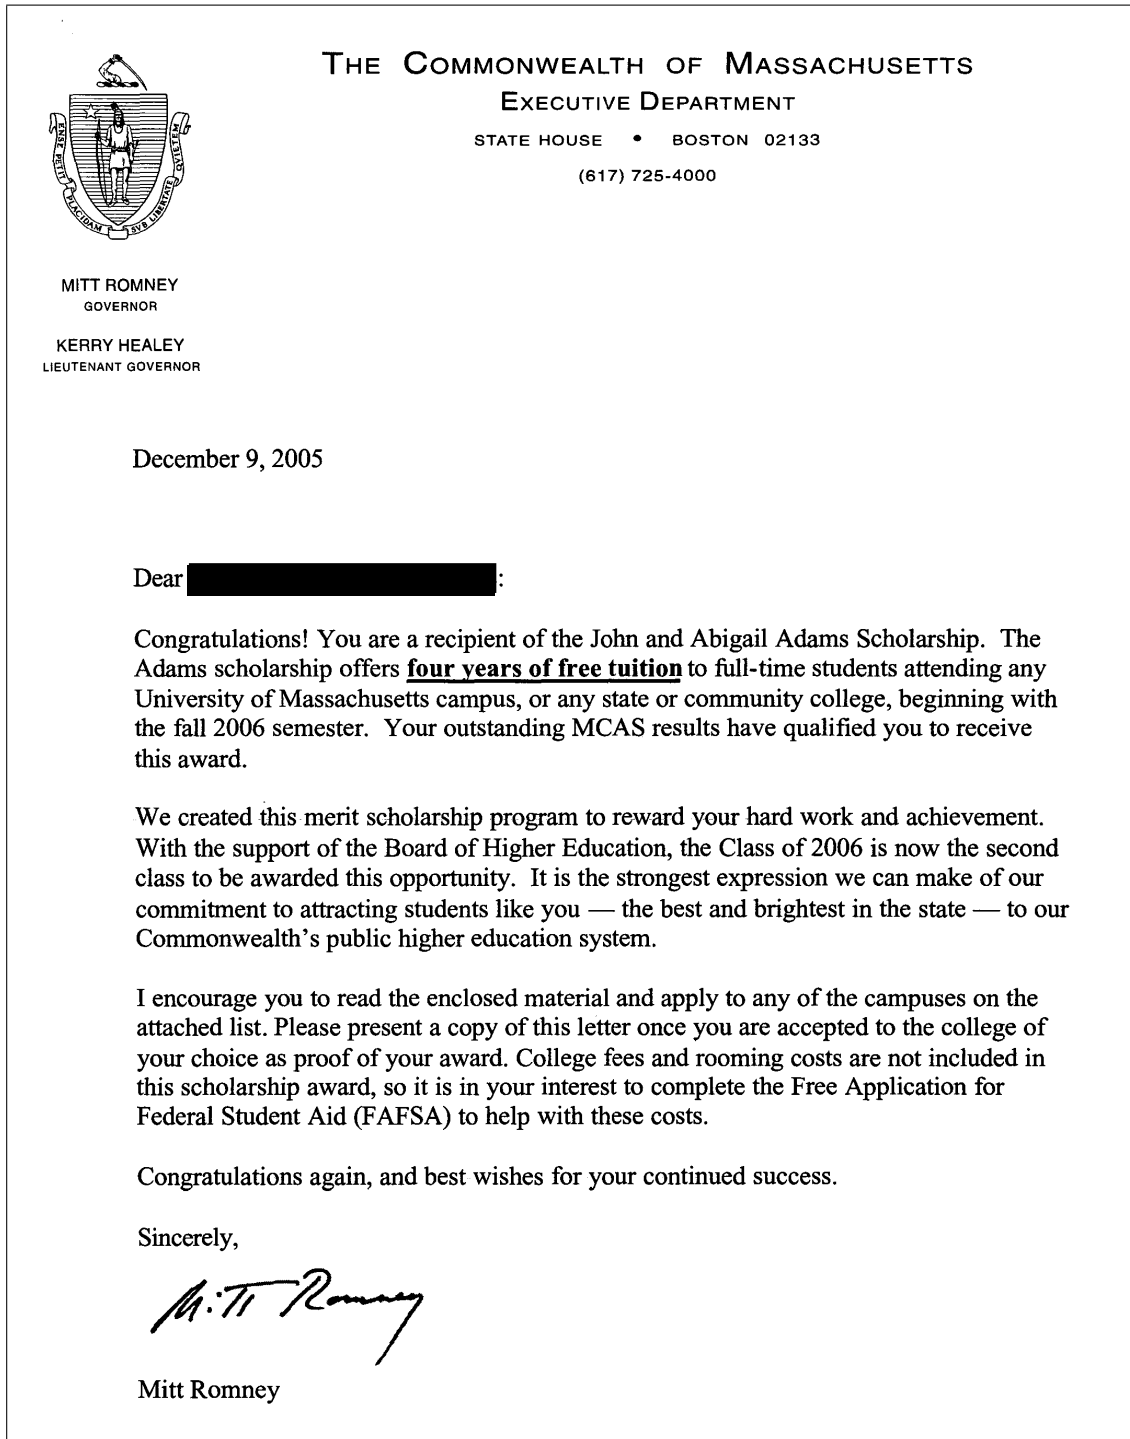 THE COMMONWEALTH OF MASSACHUSETTS
EXECUTIVE DEPARTMENT
STATE HOUSE • BOSTON 02133
(617) 725-4000
ENSE PETIT PLACIDAM SVB LIBERTATE QVIETEM
MITT ROMNEY
GOVERNOR
KERRY HEALEY
LIEUTENANT GOVERNOR
December 9, 2005
Dear :
Congratulations! You are a recipient of the John and Abigail Adams Scholarship. The
Adams scholarship offers four years of free tuition to full-time students attending any
University of Massachusetts campus, or any state or community college, beginning with
the fall 2006 semester. Your outstanding MCAS results have qualified you to receive
this award.
We created this merit scholarship program to reward your hard work and achievement.
With the support of the Board of Higher Education, the Class of 2006 is now the second
class to be awarded this opportunity. It is the strongest expression we can make of our
commitment to attracting students like you — the best and brightest in the state — to our
Commonwealth's public higher education system.
I encourage you to read the enclosed material and apply to any of the campuses on the
attached list. Please present a copy of this letter once you are accepted to the college of
your choice as proof of your award. College fees and rooming costs are not included in
this scholarship award, so it is in your interest to complete the Free Application for
Federal Student Aid (FAFSA) to help with these costs.
Congratulations again, and best wishes for your continued success.
Sincerely,
Mitt Romney
Mitt Romney